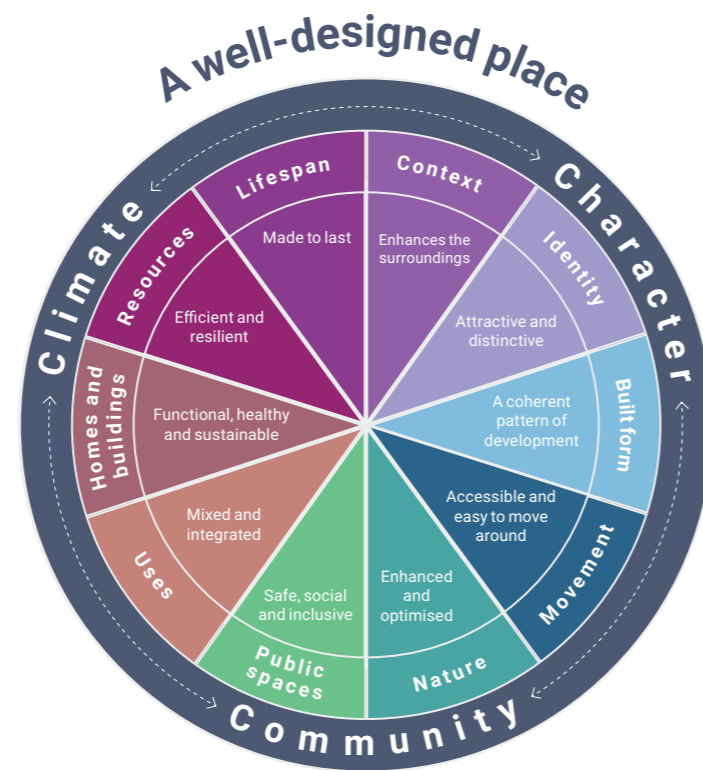 A well-designed place
Climate
Character
Community
Context
Enhances the
surroundings
Identity
Attractive and
distinctive
Built form
A coherent
pattern of
development
Movement
Accessible and
easy to move
around
Nature
Enhanced
and
optimised
Public
spaces
Safe, social
and inclusive
Uses
Mixed and
integrated
Homes and
buildings
Functional, healthy
and sustainable
Resources
Efficient and
resilient
Lifespan
Made to last